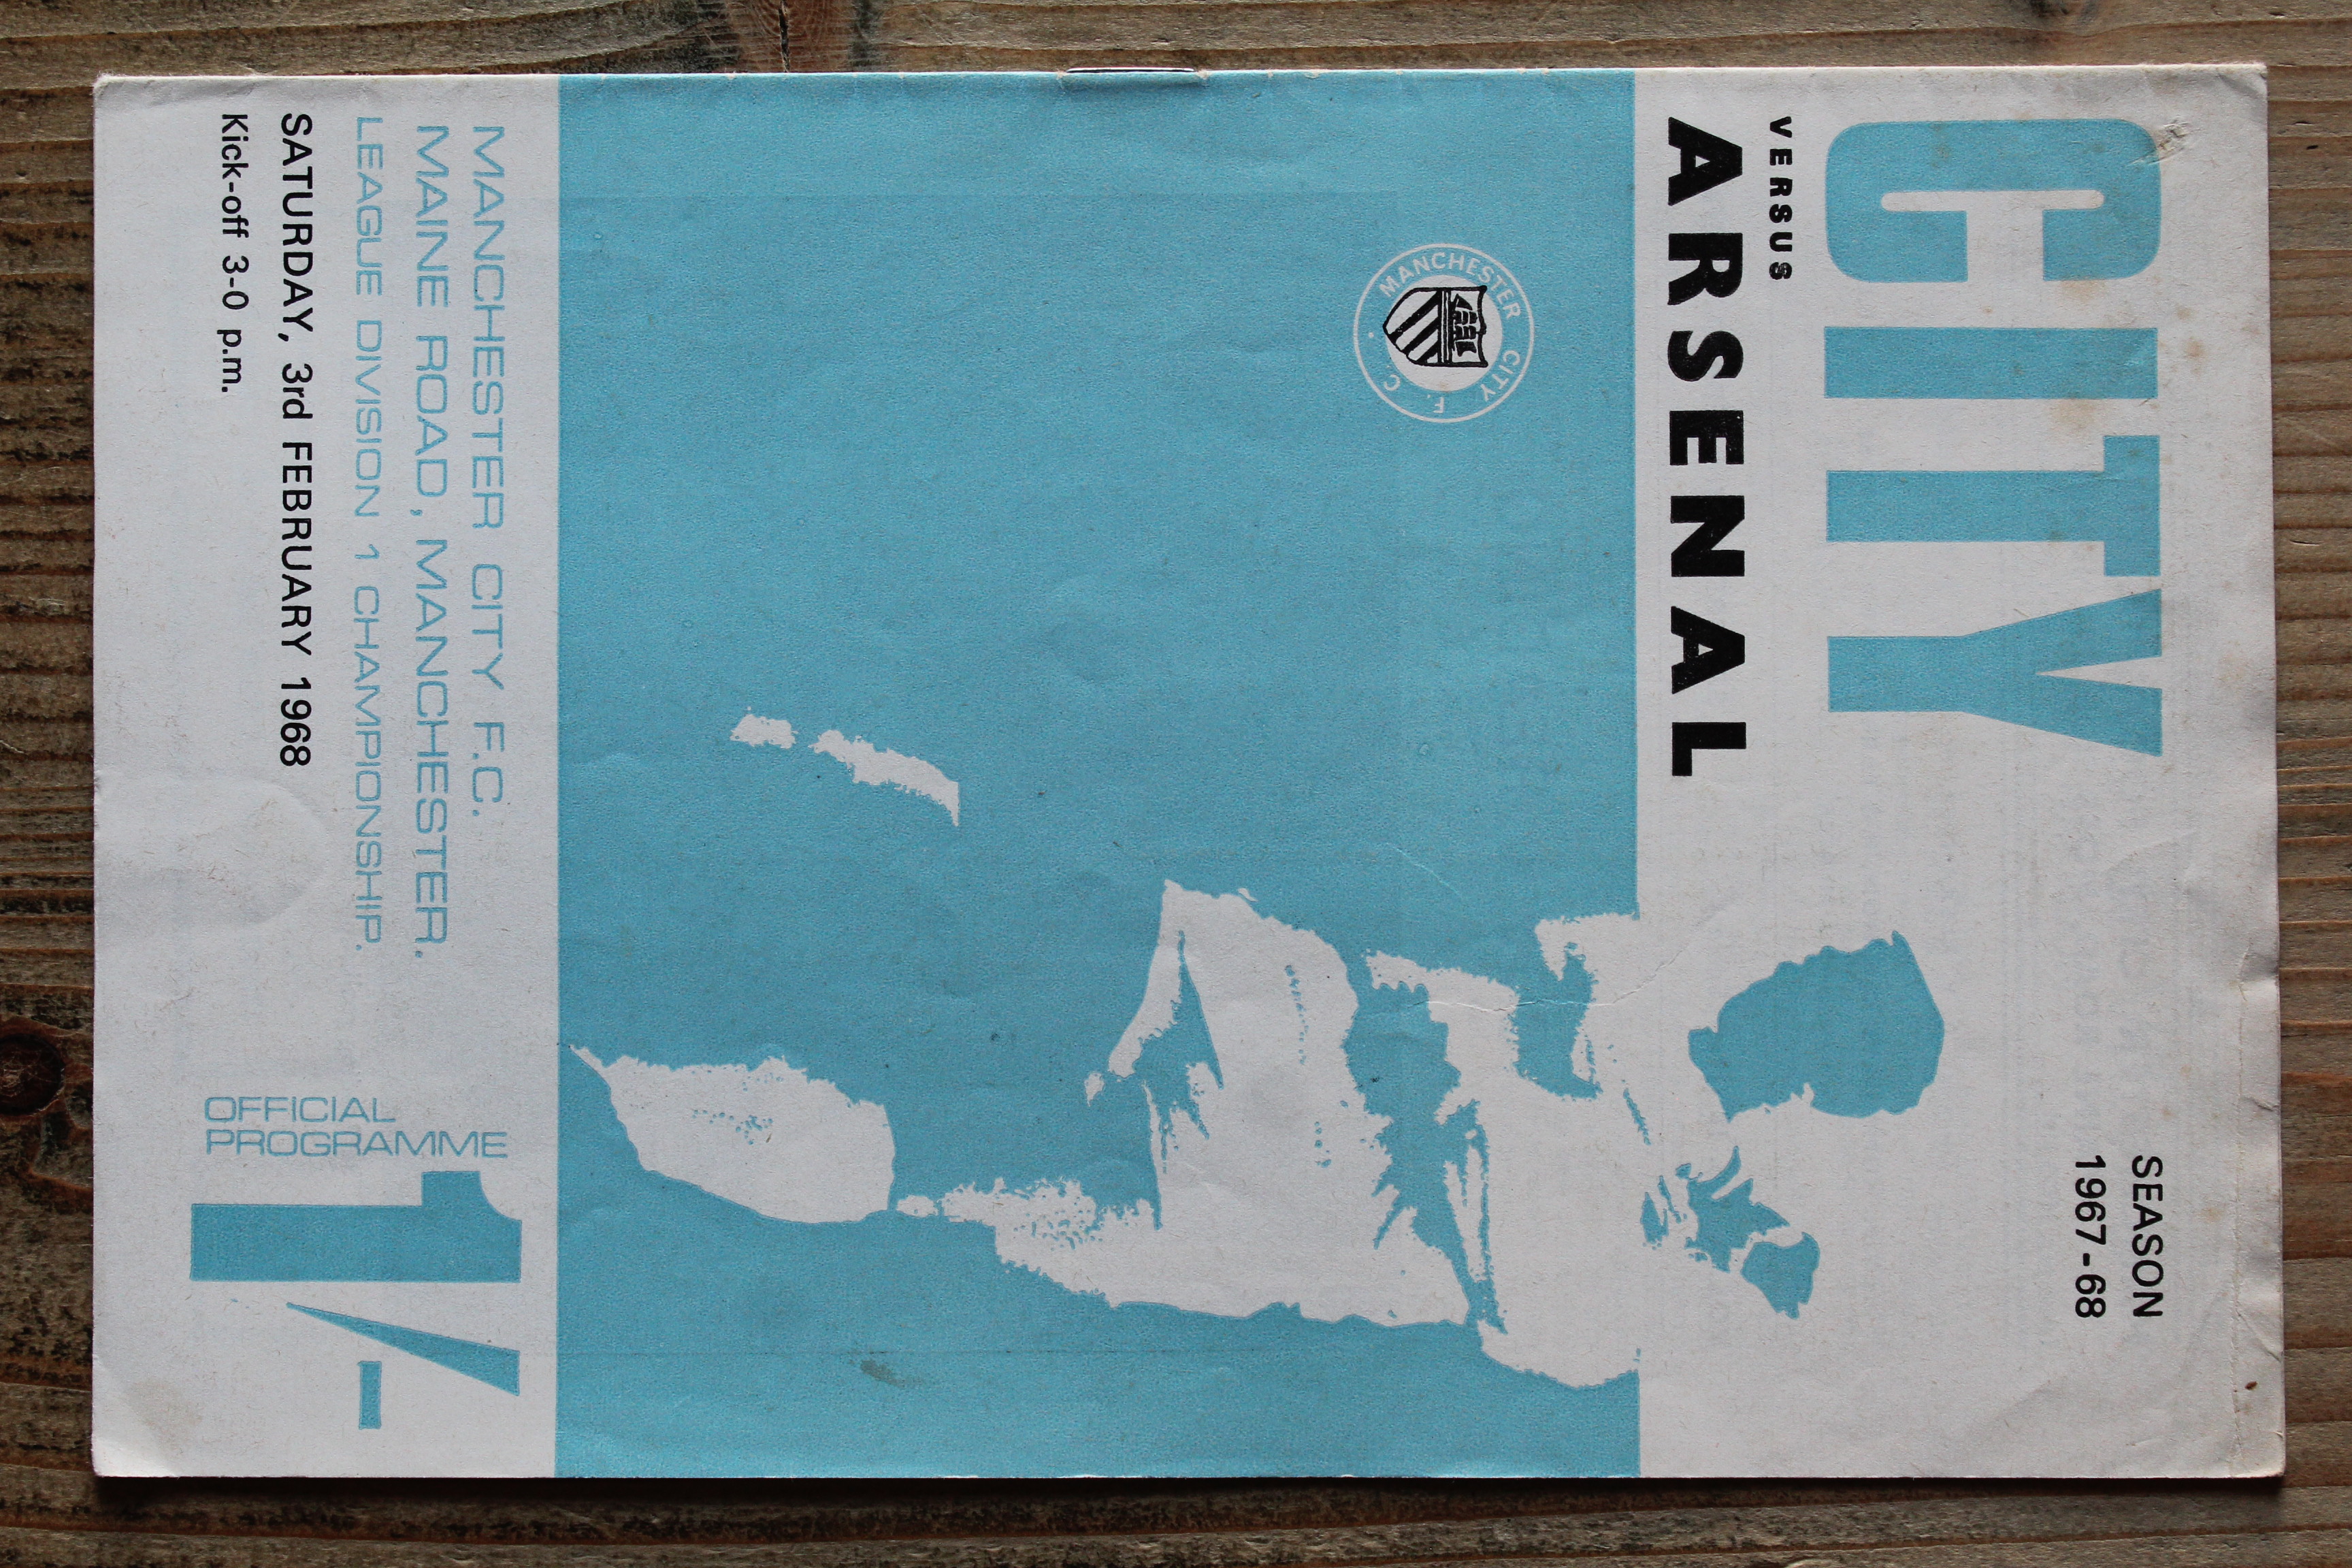 CITY
VERSUS
ARSENAL
SEASON
1967-68
MANCHESTER CITY F.C.
MANCHESTER CITY F.C.
MAINE ROAD, MANCHESTER.
LEAGUE DIVISION 1 CHAMPIONSHIP.
SATURDAY, 3rd FEBRUARY 1968
Kick-off 3-0 p.m.
OFFICIAL
PROGRAMME
1/-